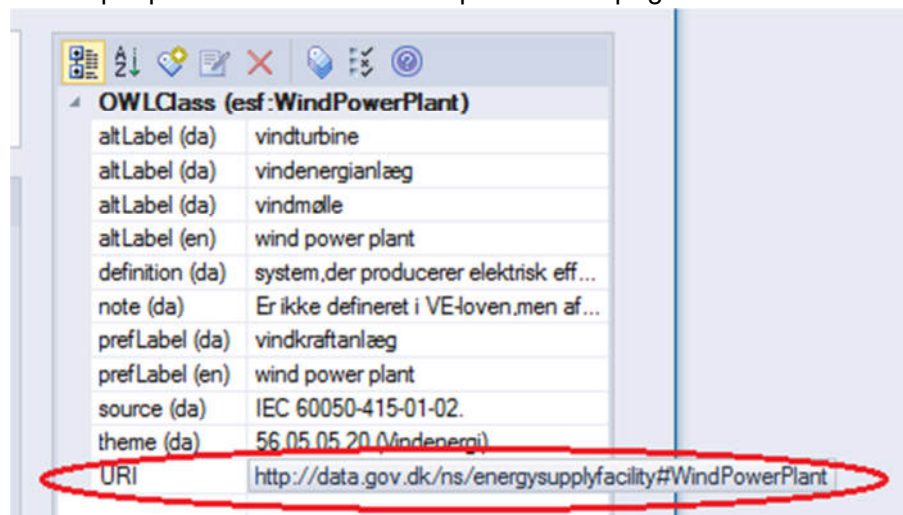 OWLClass (esf:WindPowerPlant)
altLabel (da) vindturbine
altLabel (da) vindenergianlæg
altLabel (da) vindmølle
altLabel (en) wind power plant
definition (da) system,der producerer elektrisk eff...
note (da) Er ikke defineret i VE-loven,men af...
prefLabel (da) vindkraftanlæg
prefLabel (en) wind power plant
source (da) IEC 60050-415-01-02.
theme (da) 56.05.05.20 (Vindenergi)
URI http://data.gov.dk/ns/energysupplyfacility#WindPowerPlant